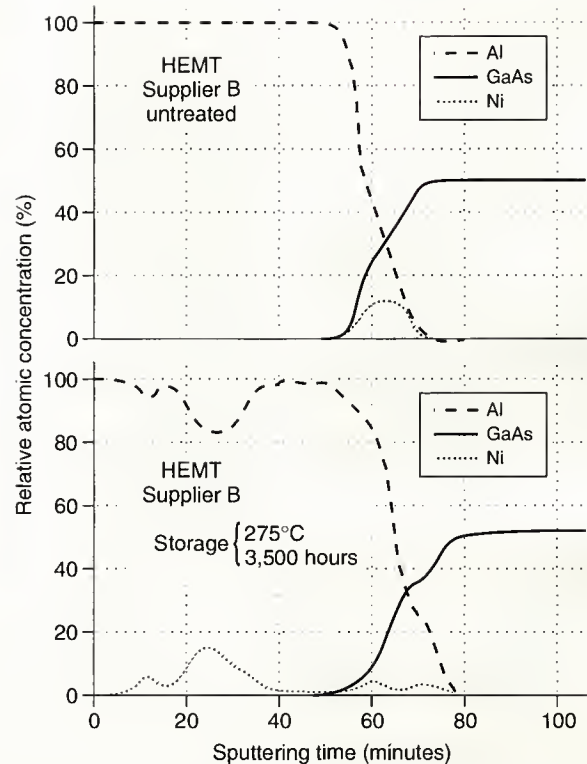 100
80
60
40
20
0
HEMT
Supplier B
untreated
Al
GaAs
Ni
Relative atomic concentration (%)
100
80
60
40
20
0
HEMT
Supplier B
Storage { 275°C
3,500 hours
Al
GaAs
Ni
0 20 40 60 80 100
Sputtering time (minutes)